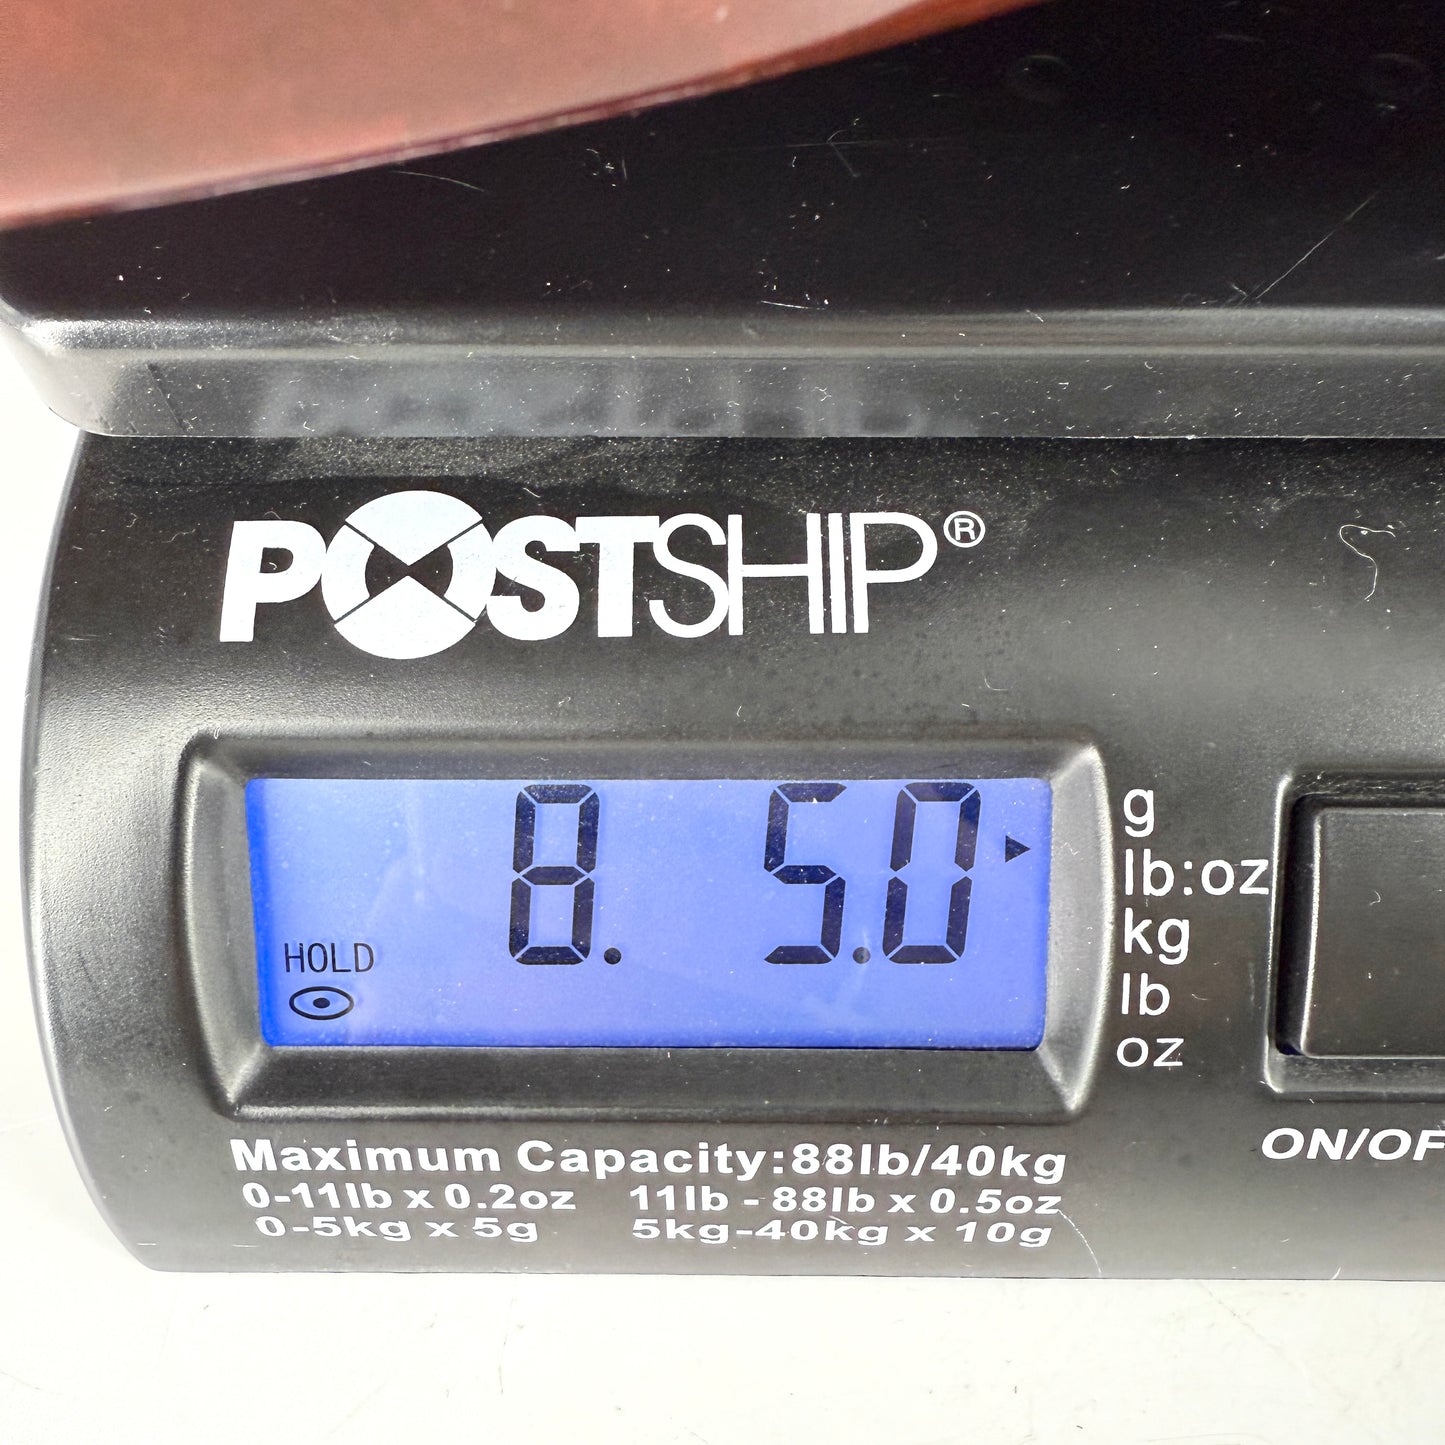 POSTSHIP®
8. 5.0
HOLD
g
lb:oz
kg
lb
oz
ON/OF
Maximum Capacity:88lb/40kg
0-11lb x 0.2oz 11lb - 88lb x 0.5oz
0-5kg x 5g 5kg-40kg x 10g